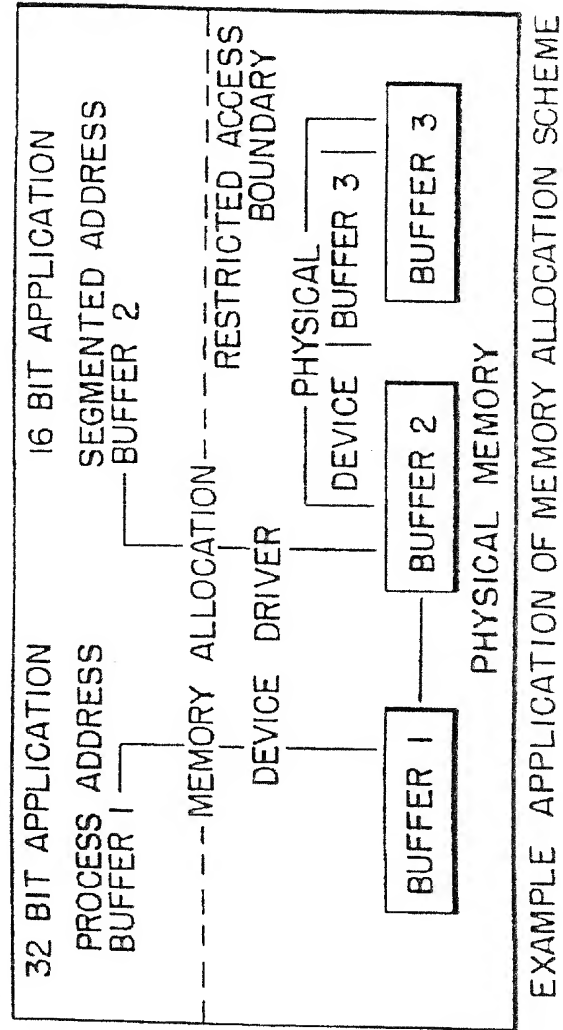 32 BIT APPLICATION
16 BIT APPLICATION
PROCESS ADDRESS
BUFFER 1
SEGMENTED ADDRESS
BUFFER 2
MEMORY ALLOCATION
RESTRICTED ACCESS
BOUNDARY
DEVICE DRIVER
PHYSICAL
DEVICE
BUFFER 3
BUFFER 1
BUFFER 2
BUFFER 3
PHYSICAL MEMORY
EXAMPLE APPLICATION OF MEMORY ALLOCATION SCHEME